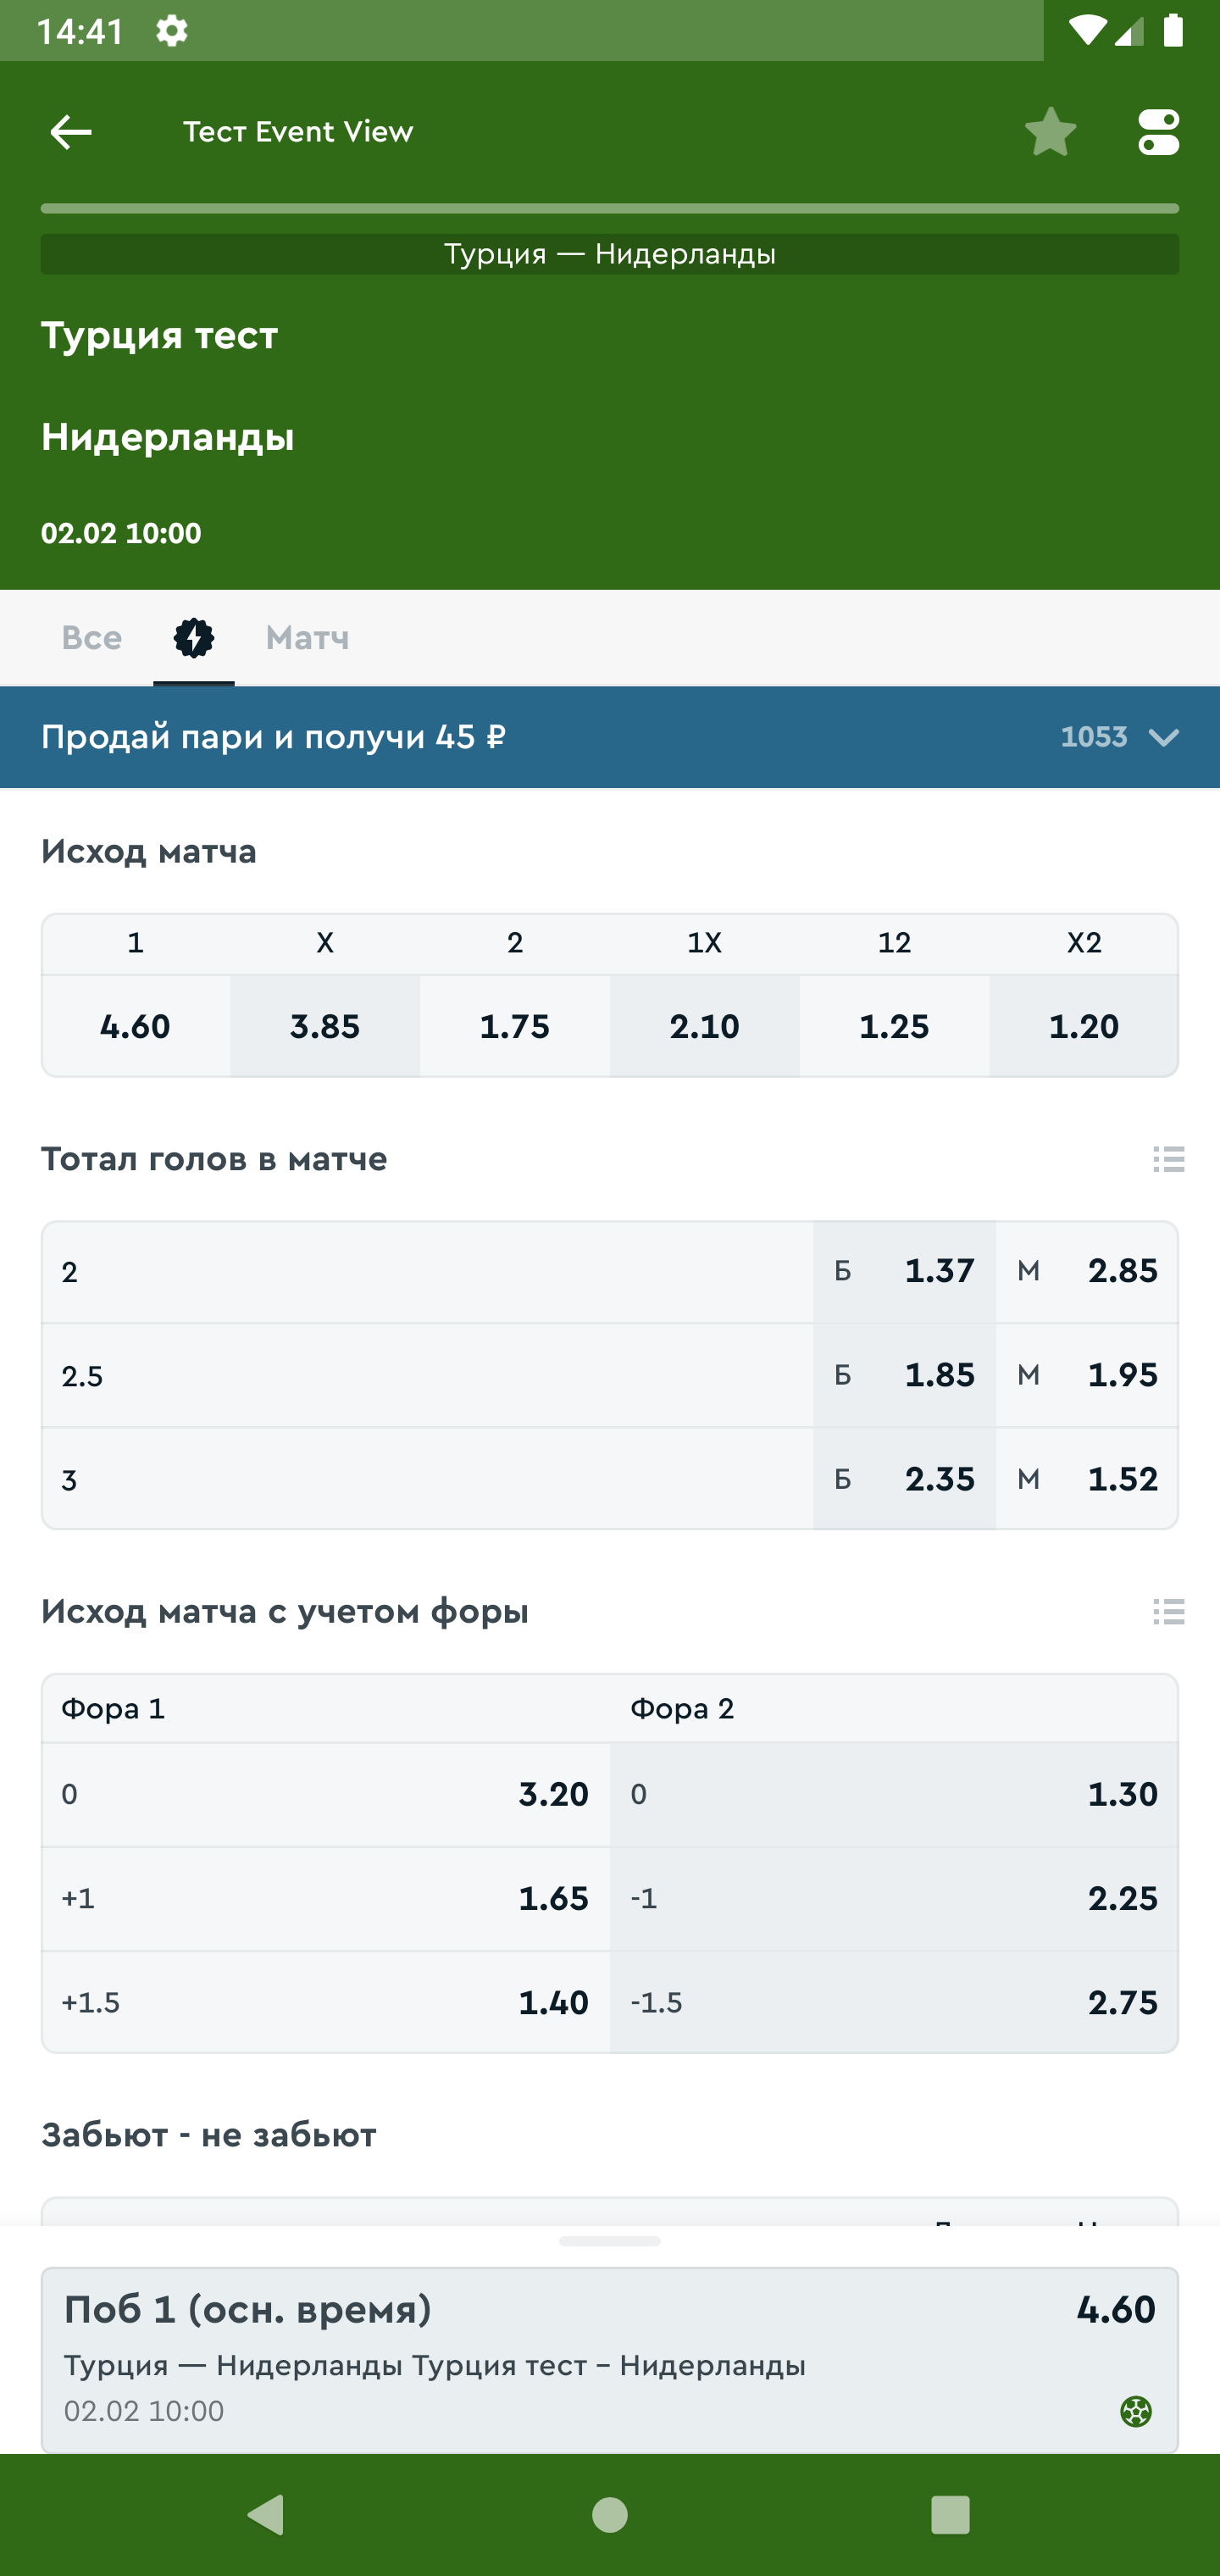 14:41
Тест Event View
Турция — Нидерланды
Турция тест
Нидерланды
02.02 10:00
Все Матч
Продай пари и получи 45 ₽ 1053
Исход матча
1 X 2 1X 12 X2
4.60 3.85 1.75 2.10 1.25 1.20
Тотал голов в матче
2 Б 1.37 М 2.85
2.5 Б 1.85 М 1.95
3 Б 2.35 М 1.52
Исход матча с учетом форы
Фора 1 Фора 2
0 3.20 0 1.30
+1 1.65 -1 2.25
+1.5 1.40 -1.5 2.75
Забьют - не забьют
Поб 1 (осн. время) 4.60
Турция — Нидерланды Турция тест – Нидерланды
02.02 10:00